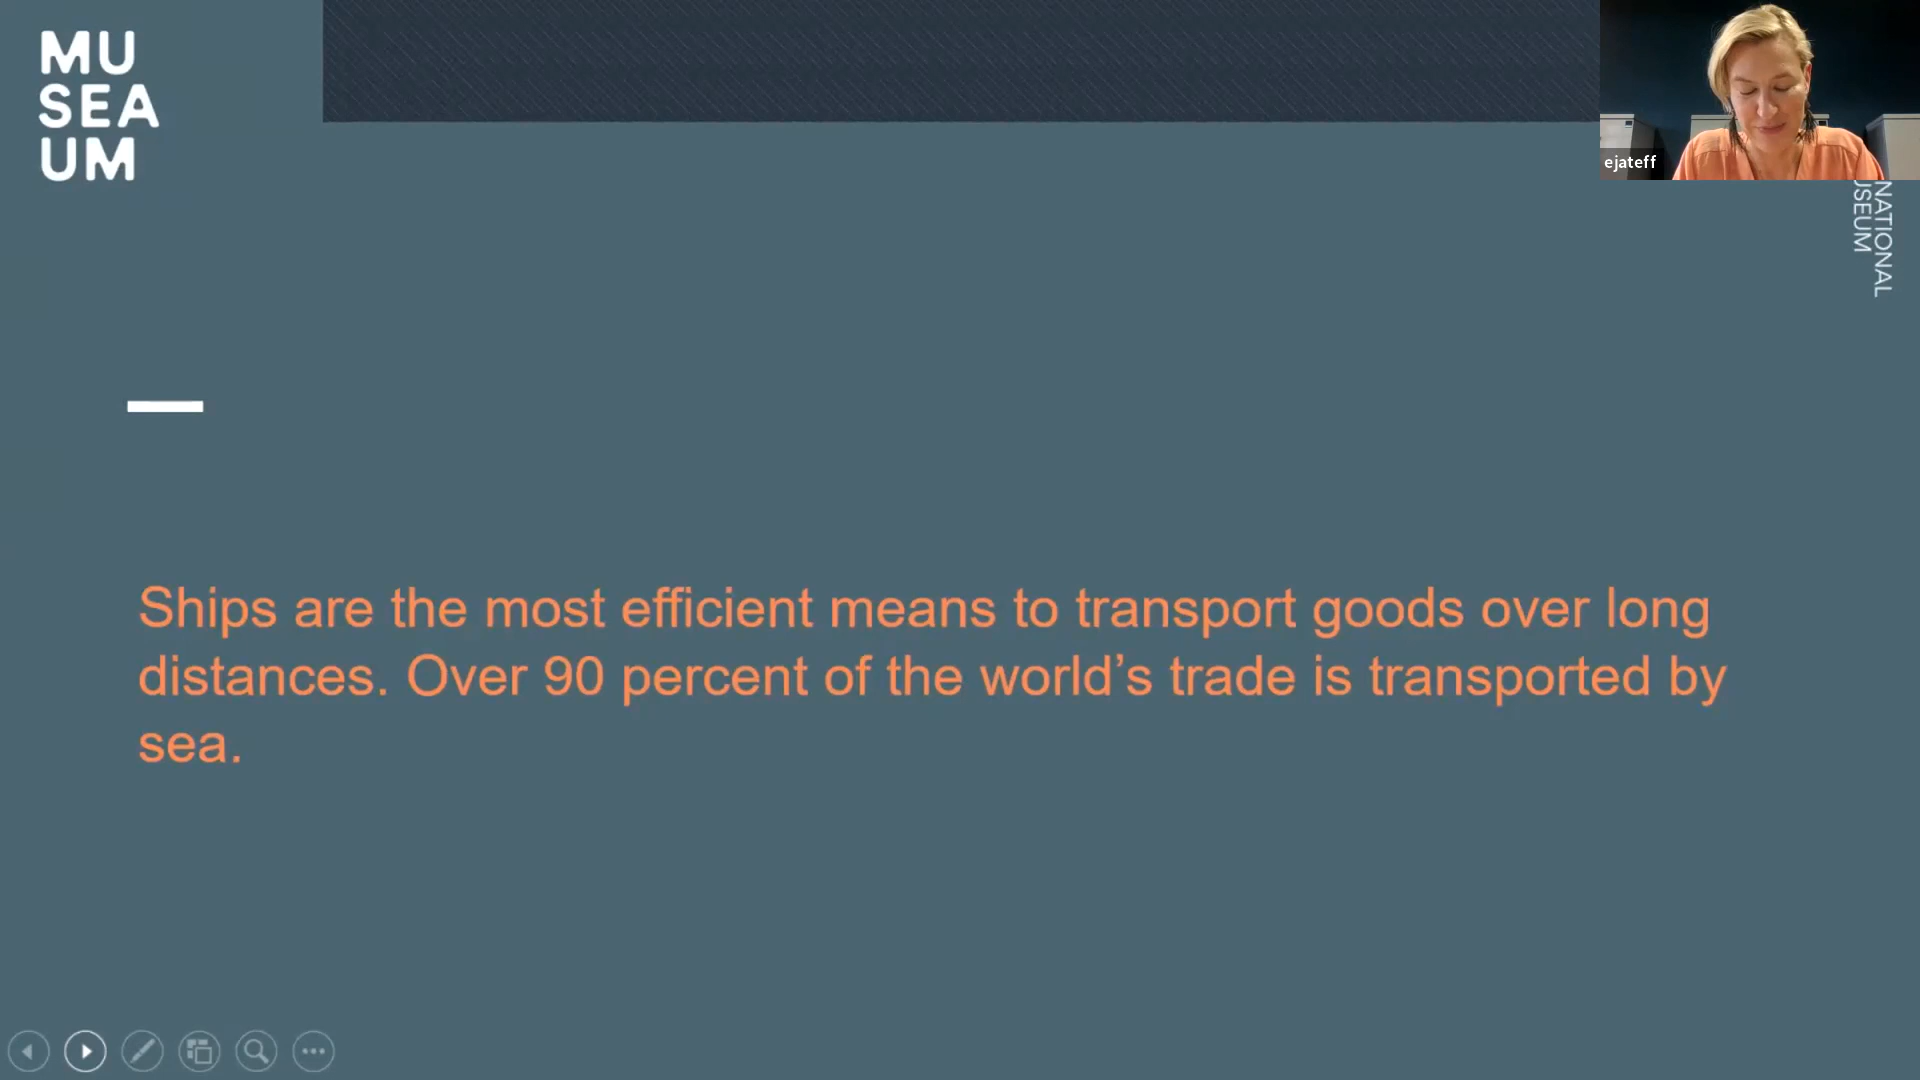 MU
SEA
UM
ejateff
NATIONAL
USEUM
Ships are the most efficient means to transport goods over long
distances. Over 90 percent of the world’s trade is transported by
sea.